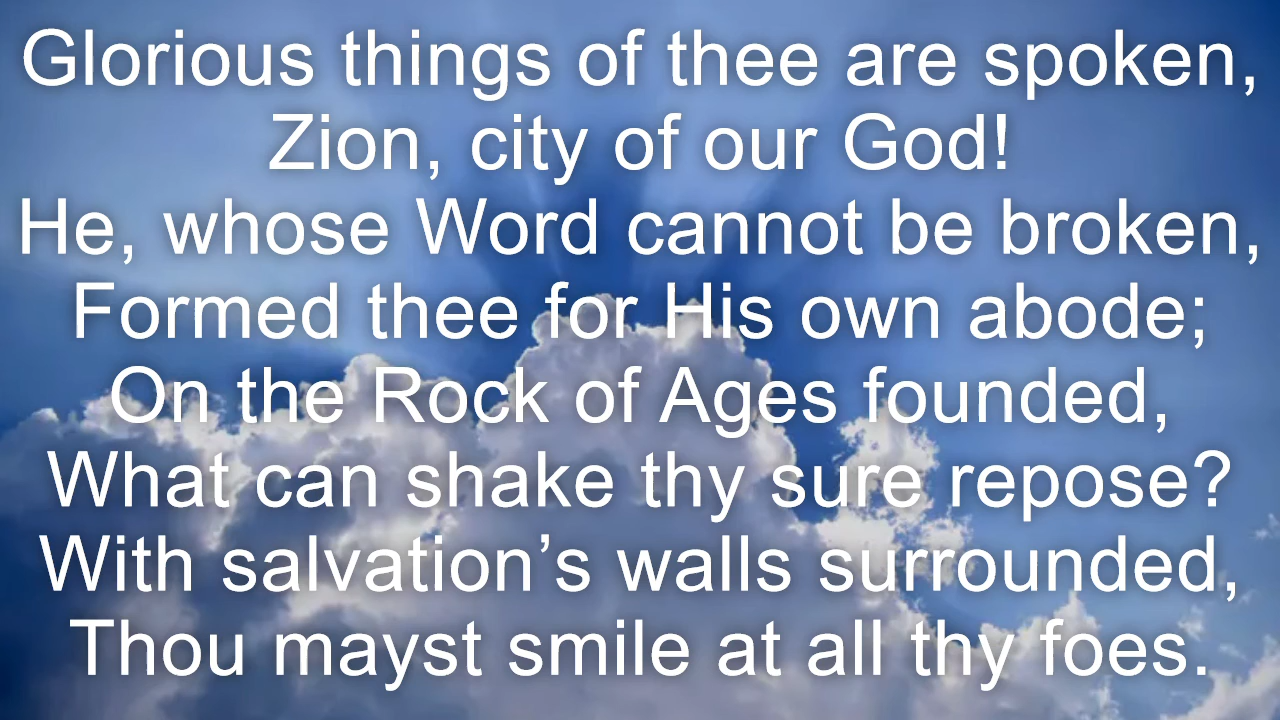 Glorious things of thee are spoken,
Zion, city of our God!
He, whose Word cannot be broken,
Formed thee for His own abode;
On the Rock of Ages founded,
What can shake thy sure repose?
With salvation’s walls surrounded,
Thou mayst smile at all thy foes.